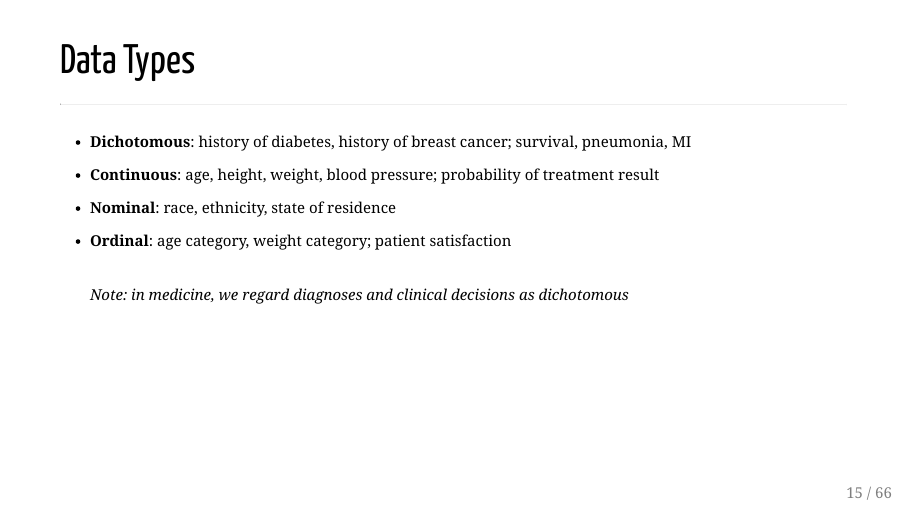 Data Types
• Dichotomous: history of diabetes, history of breast cancer; survival, pneumonia, MI
• Continuous: age, height, weight, blood pressure; probability of treatment result
• Nominal: race, ethnicity, state of residence
• Ordinal: age category, weight category; patient satisfaction
Note: in medicine, we regard diagnoses and clinical decisions as dichotomous
15 / 66